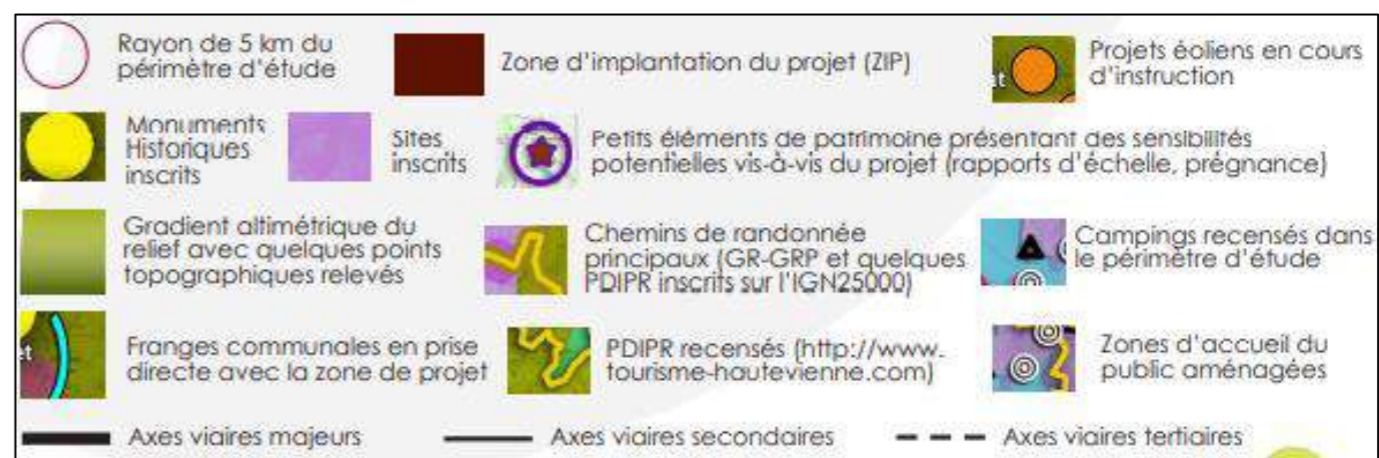 Rayon de 5 km du
périmètre d'étude
Zone d'implantation du projet (ZIP)
Projets éoliens en cours
d'instruction
Monuments
Historiques
inscrits
Sites
inscrits
Petits éléments de patrimoine présentant des sensibilités
potentielles vis-à-vis du projet (rapports d'échelle, prégnance)
Gradient altimétrique du
relief avec quelques points
topographiques relevés
Chemins de randonnée
principaux (GR-GRP et quelques
PDIPR inscrits sur l'IGN25000)
Campings recensés dans
le périmètre d'étude
Franges communales en prise
directe avec la zone de projet
PDIPR recensés (http://www.
tourisme-hautevienne.com)
Zones d'accueil du
public aménagées
Axes viaires majeurs
Axes viaires secondaires
Axes viaires tertiaires